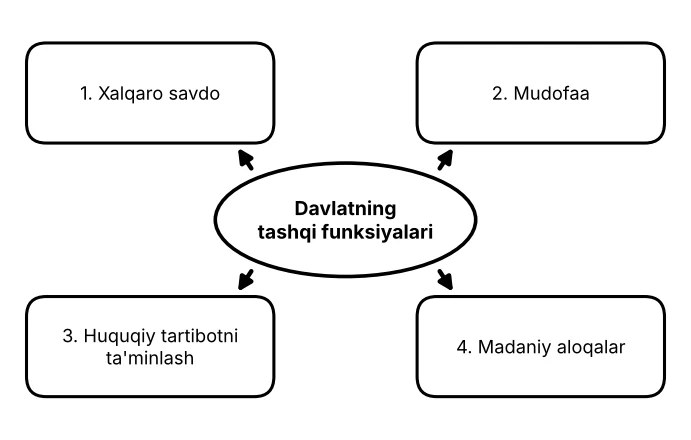 1. Xalqaro savdo
2. Mudofaa
Davlatning
tashqi funksiyalari
3. Huquqiy tartibotni
ta'minlash
4. Madaniy aloqalar